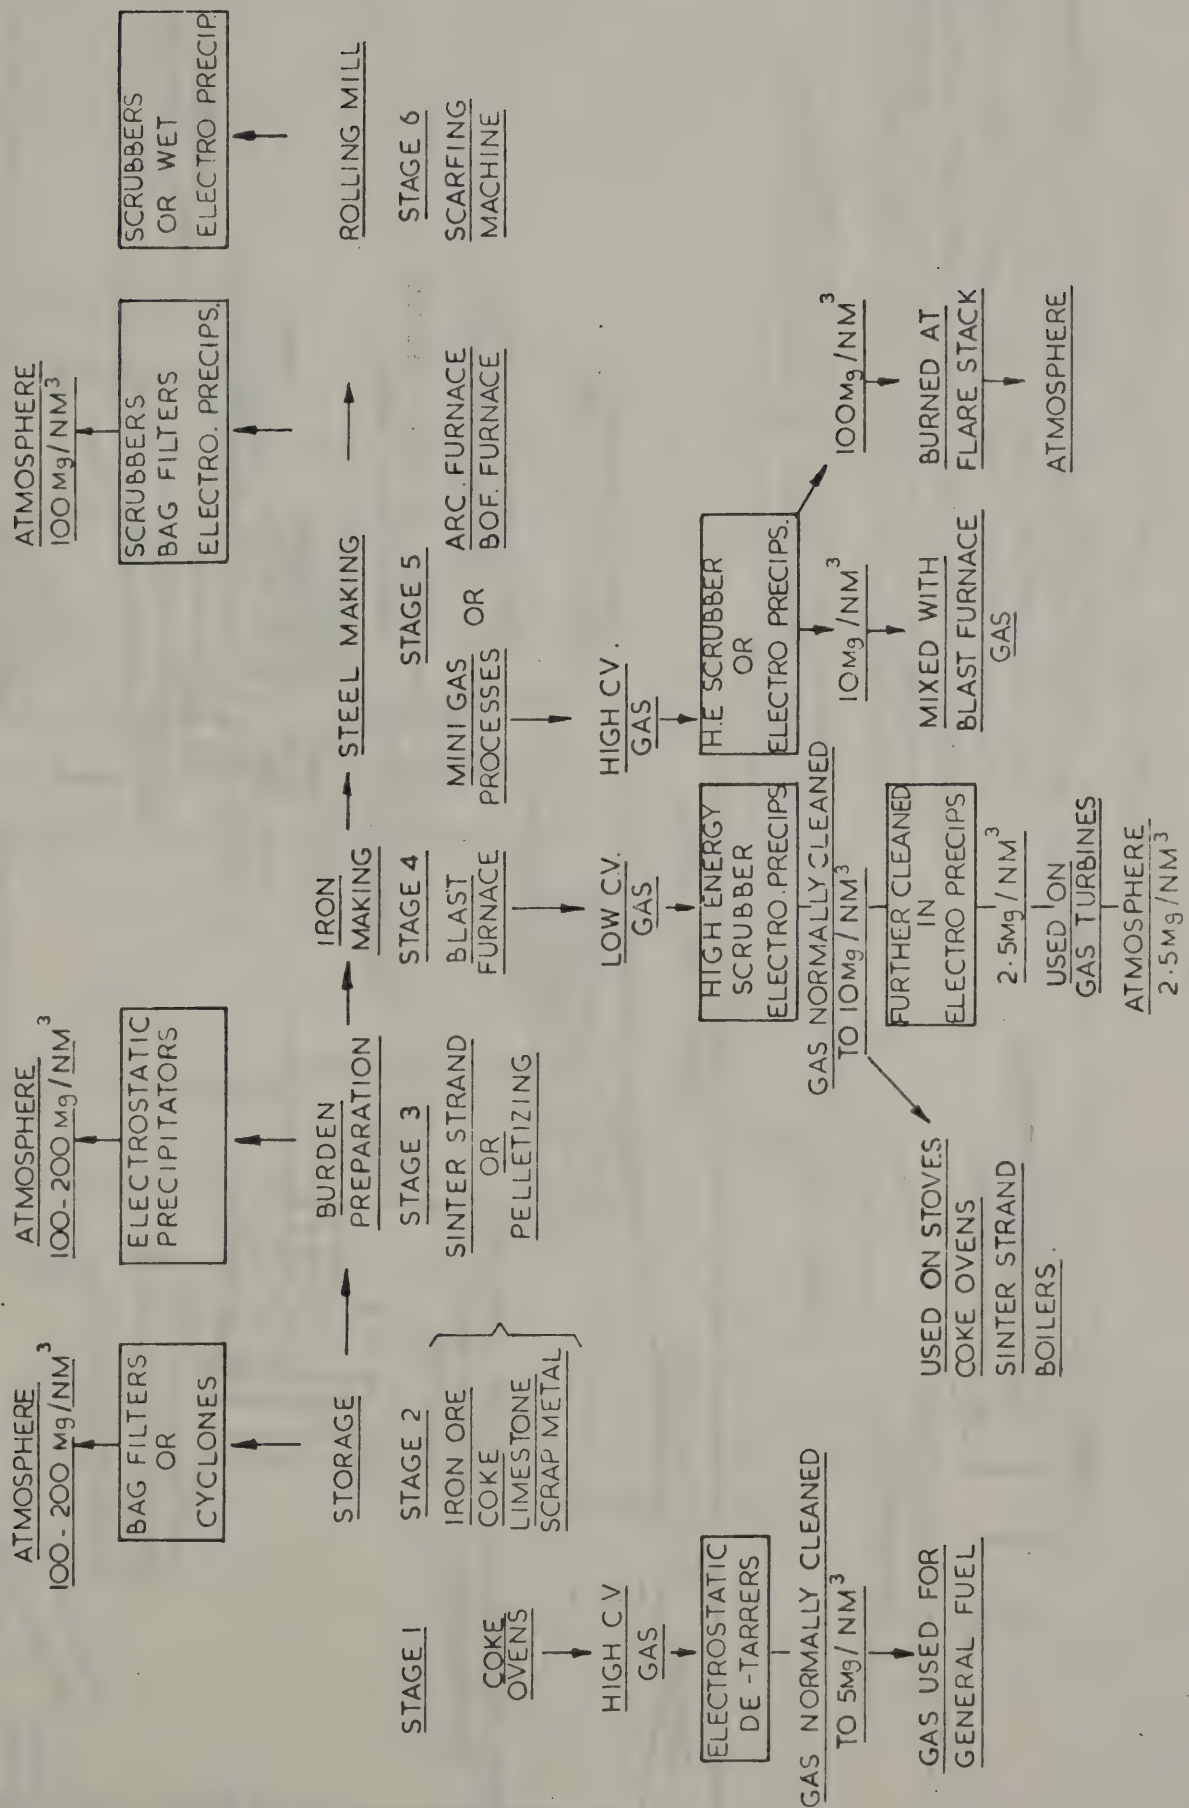 ATMOSPHERE
100-200 Mg/NM³
BAG FILTERS
OR
CYCLONES
STORAGE
ATMOSPHERE
100-200 Mg/NM³
ELECTROSTATIC
PRECIPITATORS
BURDEN
PREPARATION
IRON
MAKING
STEEL MAKING
ATMOSPHERE
100Mg/NM³
SCRUBBERS
BAG FILTERS
ELECTRO. PRECIPS.
SCRUBBERS
OR WET
ELECTRO PRECIP.
ROLLING MILL
STAGE 1
COKE
OVENS
HIGH C.V
GAS
ELECTROSTATIC
DE-TARRERS
GAS NORMALLY CLEANED
TO 5Mg/NM³
GAS USED FOR
GENERAL FUEL
STAGE 2
IRON ORE
COKE
LIMESTONE
SCRAP METAL
STAGE 3
SINTER STRAND
OR
PELLETIZING
STAGE 4
BLAST
FURNACE
LOW C.V.
GAS
HIGH ENERGY
SCRUBBER
ELECTRO.PRECIPS
GAS NORMALLY CLEANED
TO 10Mg/NM³
USED ON STOVES
COKE OVENS
SINTER STRAND
BOILERS.
FURTHER CLEANED
IN
ELECTRO PRECIPS
2·5Mg/NM³
USED ON
GAS TURBINES
ATMOSPHERE
2·5Mg/NM³
STAGE 5
MINI GAS OR
PROCESSES
ARC. FURNACE
BOF. FURNACE
HIGH CV.
GAS
H.E SCRUBBER
OR
ELECTRO PRECIPS.
10Mg/NM³
MIXED WITH
BLAST FURNACE
GAS
100Mg/NM³
BURNED AT
FLARE STACK
ATMOSPHERE
STAGE 6
SCARFING
MACHINE